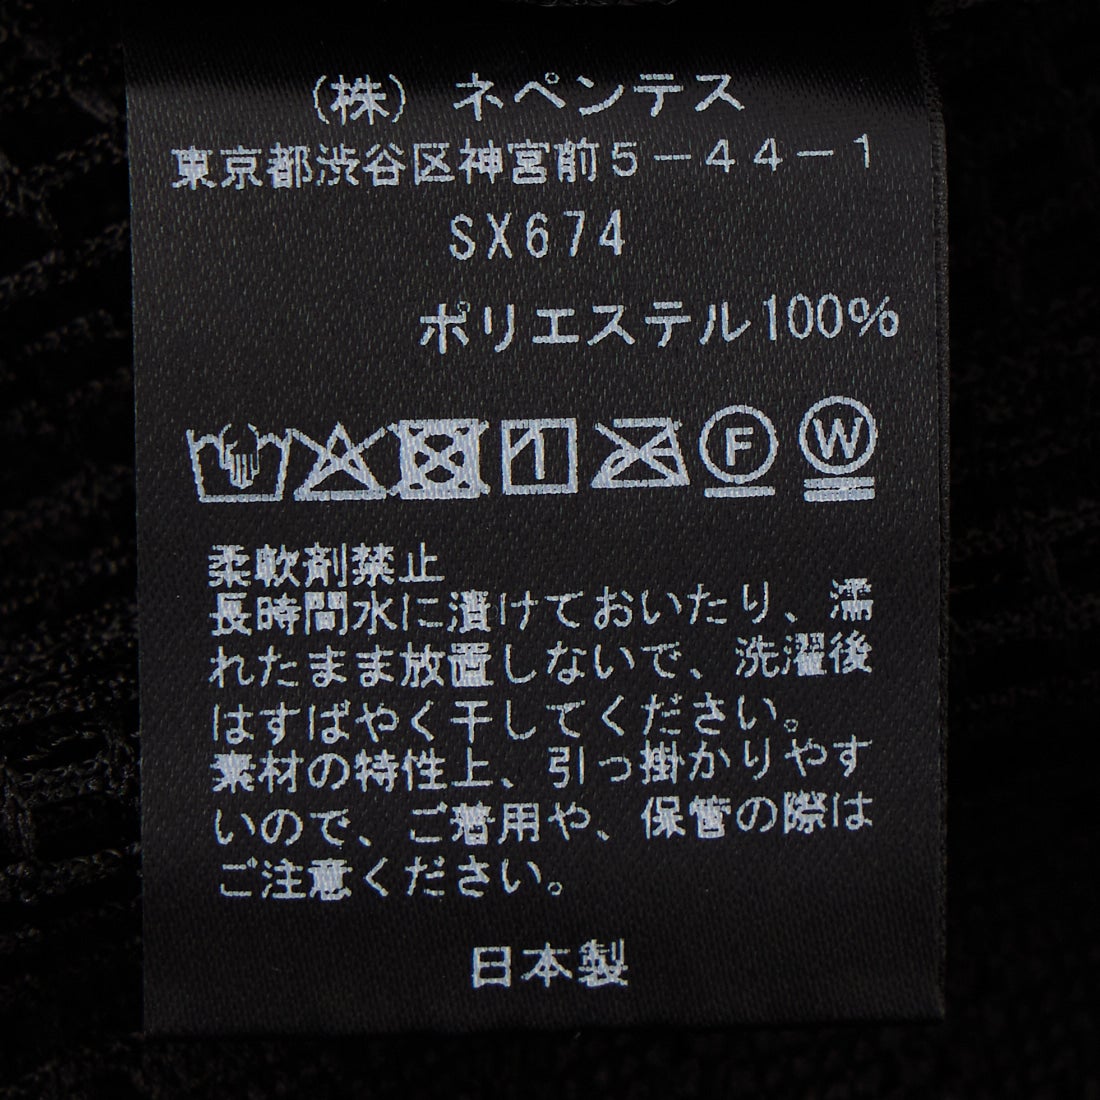 (株) ネペンテス
東京都渋谷区神宮前5-44-1
SX674
ポリエステル100%
F W
柔軟剤禁止
長時間水に漬けておいたり、濡
れたまま放置しないで、洗濯後
はすばやく干してください。
素材の特性上、引っ掛かりやす
いので、ご着用や、保管の際は
ご注意ください。
日本製